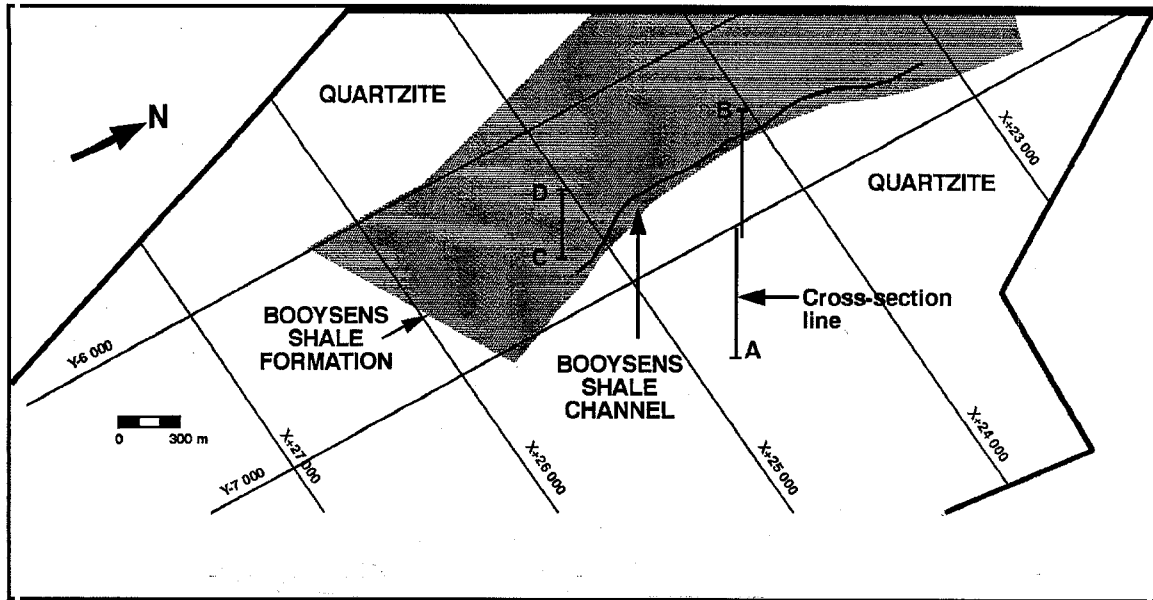 N
QUARTZITE
B
X+23 000
QUARTZITE
D
C
Cross-section
line
BOOYSENS
SHALE
FORMATION
A
BOOYSENS
SHALE
CHANNEL
Y-6 000
0 300 m
X+27 000
X+26 000
X+25 000
X+24 000
Y-7 000